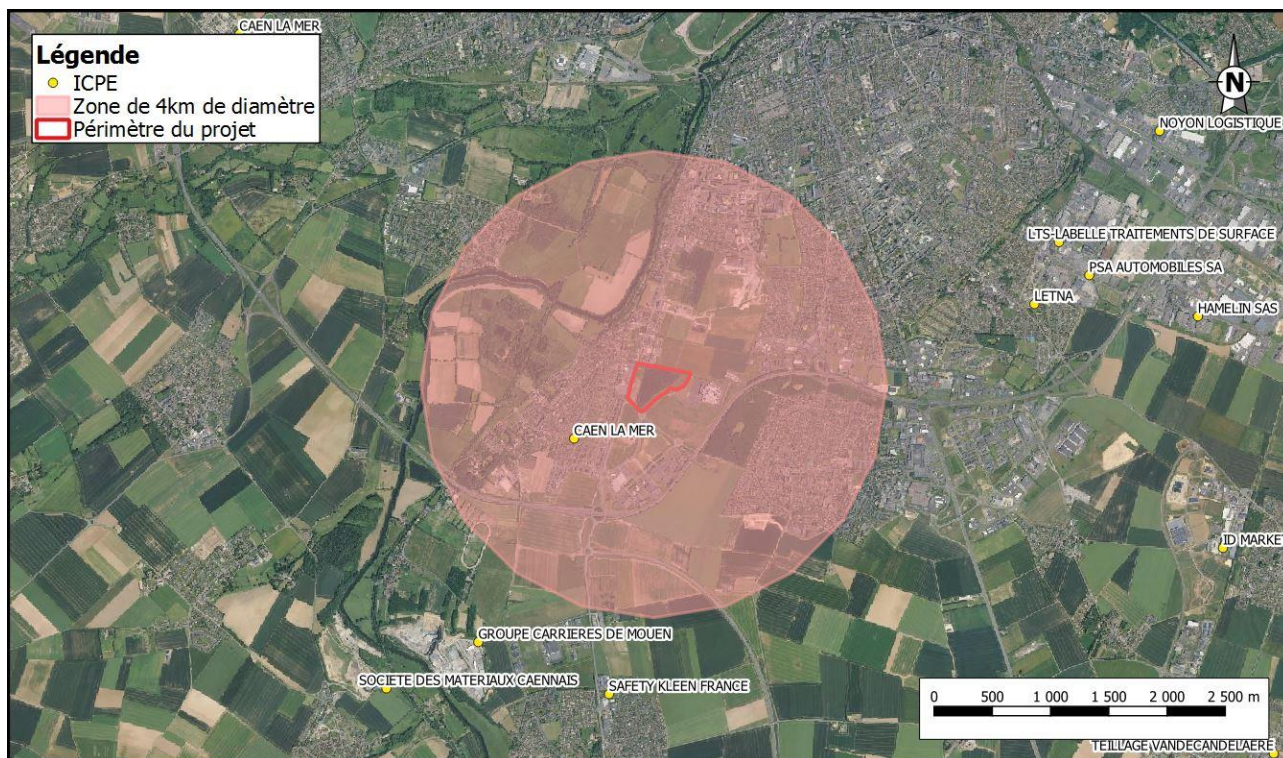 CAEN LA MER
Légende
ICPE
Zone de 4km de diamètre
Périmètre du projet
N
NOYON LOGISTIQUE
LTS-LABELLE TRAITEMENTS DE SURFACE
PSA AUTOMOBILES SA
LETNA
HAMELIN SAS
CAEN LA MER
ID MARKET
GROUPE CARRIERES DE MOUEN
SOCIETE DES MATERIAUX CAENNAIS
SAFETY KLEEN FRANCE
0 500 1 000 1 500 2 000 2 500 m
TEILLAGE VANDECANDELAERE